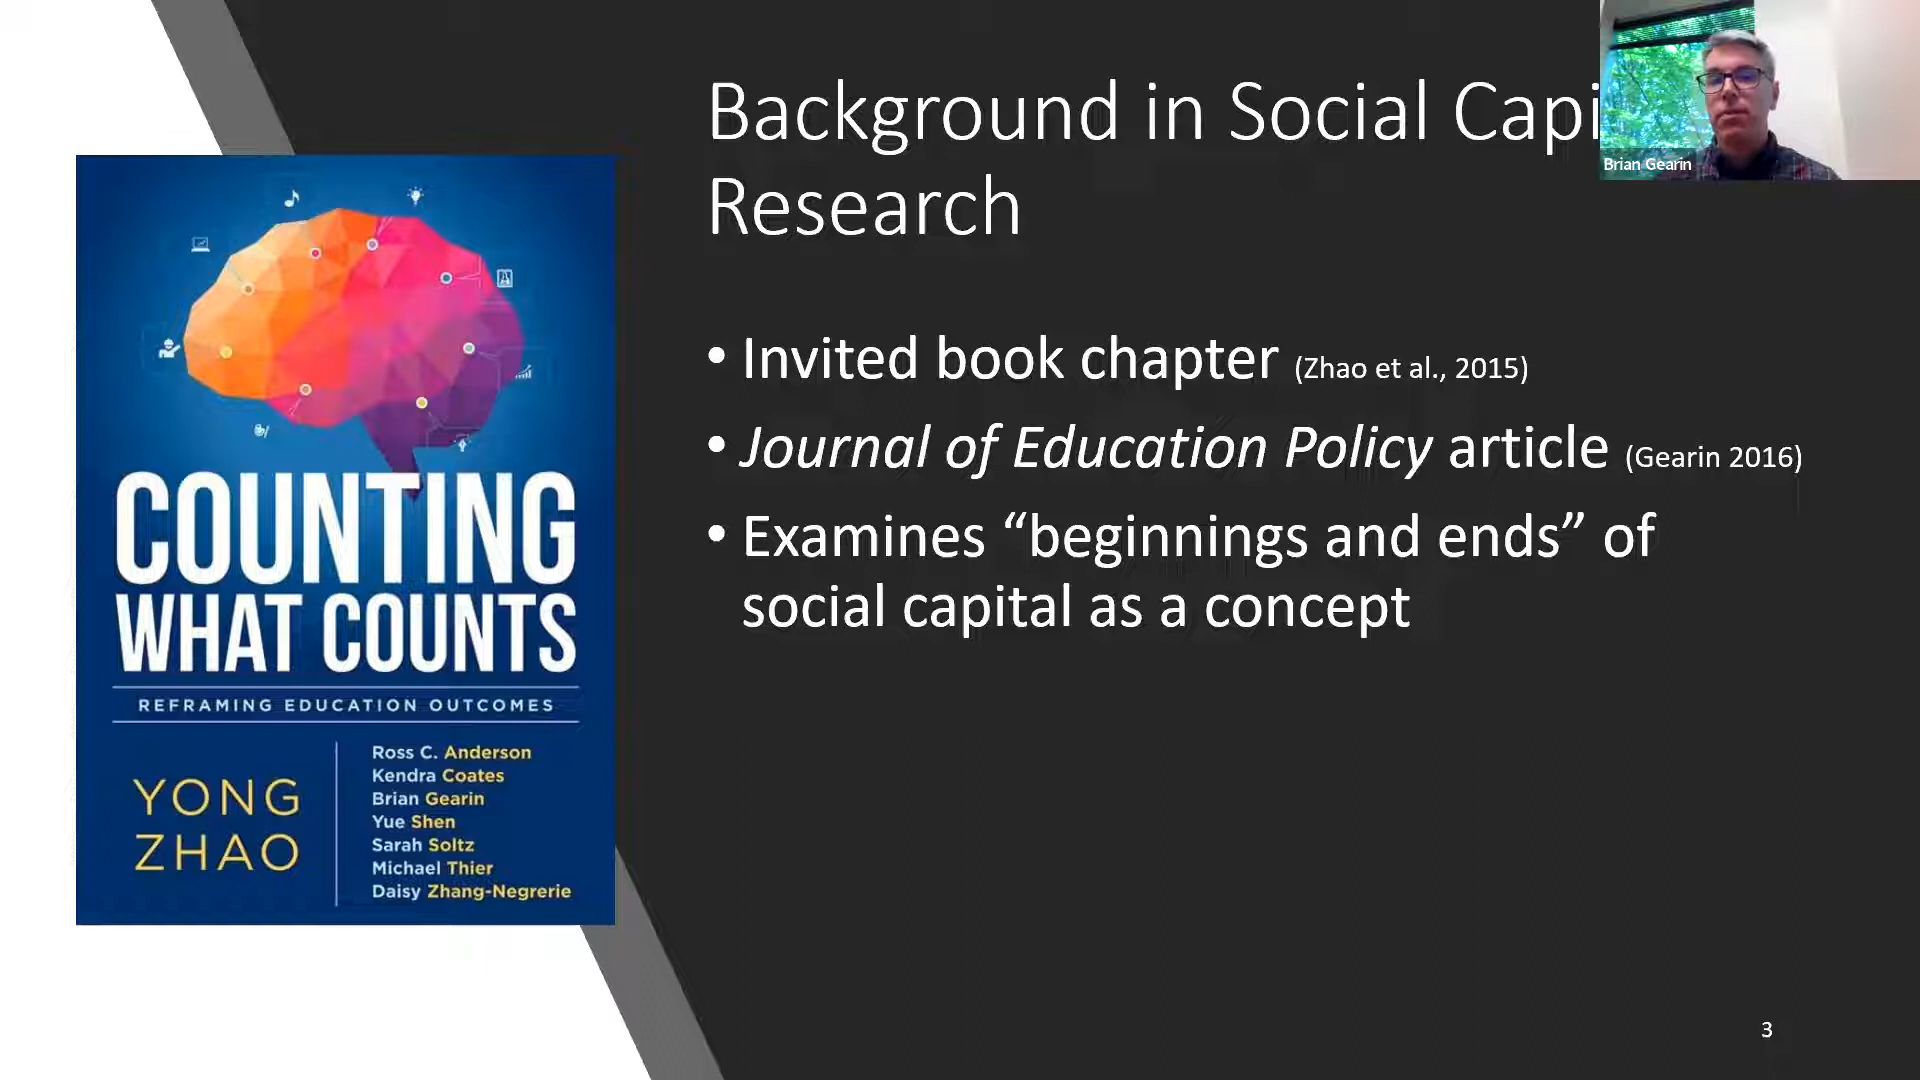 Background in Social Capi
Research
Brian Gearin
• Invited book chapter (Zhao et al., 2015)
• Journal of Education Policy article (Gearin 2016)
• Examines “beginnings and ends” of
social capital as a concept
COUNTING
WHAT COUNTS
REFRAMING EDUCATION OUTCOMES
YONG
ZHAO
Ross C. Anderson
Kendra Coates
Brian Gearin
Yue Shen
Sarah Soltz
Michael Thier
Daisy Zhang-Negrerie
3